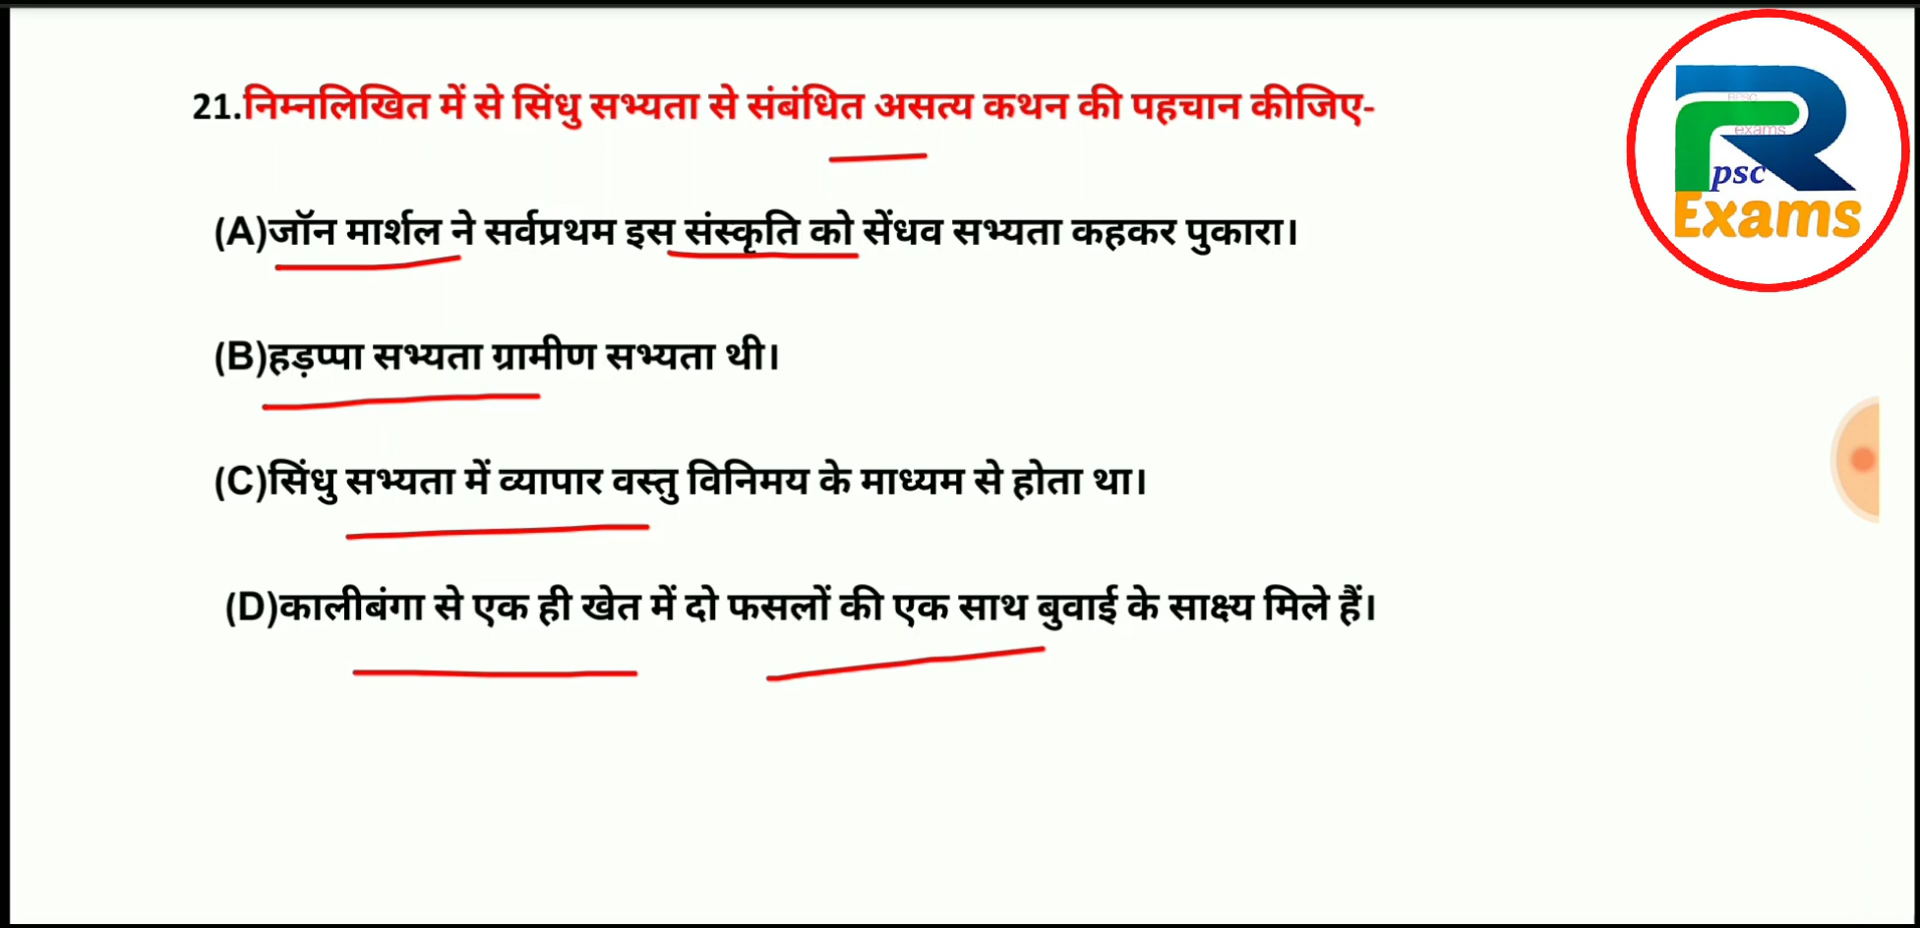 21.निम्नलिखित में से सिंधु सभ्यता से संबंधित असत्य कथन की पहचान कीजिए-
(A)जॉन मार्शल ने सर्वप्रथम इस संस्कृति को सेंधव सभ्यता कहकर पुकारा।
(B)हड़प्पा सभ्यता ग्रामीण सभ्यता थी।
(C)सिंधु सभ्यता में व्यापार वस्तु विनिमय के माध्यम से होता था।
(D)कालीबंगा से एक ही खेत में दो फसलों की एक साथ बुवाई के साक्ष्य मिले हैं।
R
exams
psc
Exams